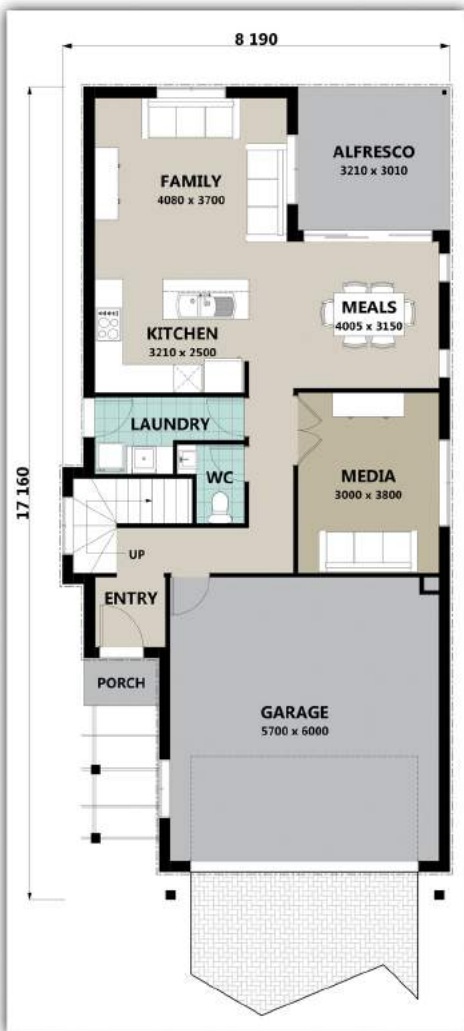 8 190
ALFRESCO
3210 x 3010
FAMILY
4080 x 3700
MEALS
4005 x 3150
KITCHEN
3210 x 2500
LAUNDRY
WC
MEDIA
3000 x 3800
17 160
UP
ENTRY
PORCH
GARAGE
5700 x 6000